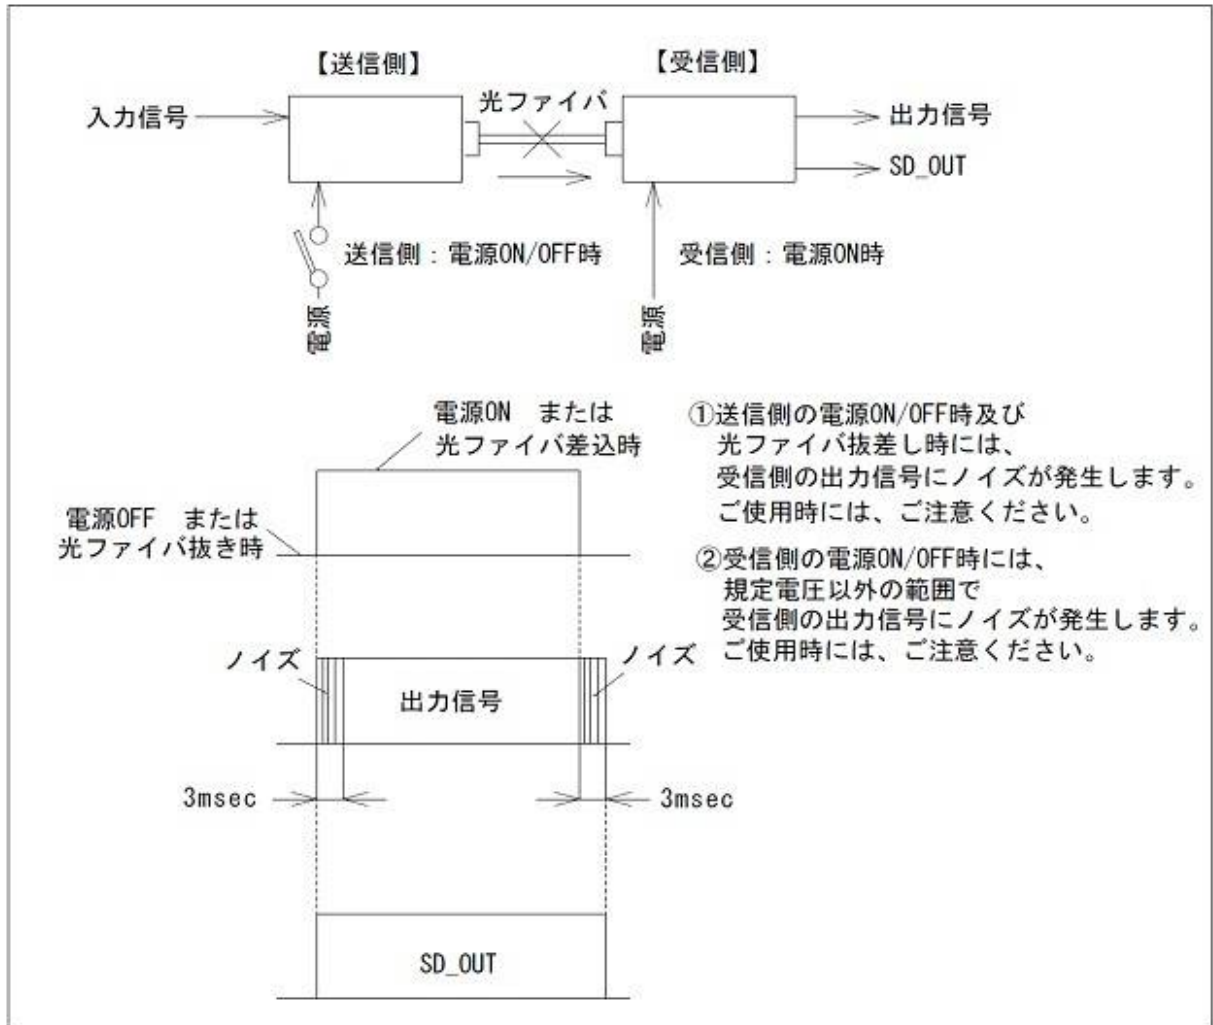 【送信側】
【受信側】
入力信号
光ファイバ
出力信号
SD_OUT
送信側：電源ON/OFF時
受信側：電源ON時
電源
電源
電源ON　または
光ファイバ差込時
電源OFF　または
光ファイバ抜き時
①送信側の電源ON/OFF時及び
光ファイバ抜差し時には、
受信側の出力信号にノイズが発生します。
ご使用時には、ご注意ください。
②受信側の電源ON/OFF時には、
規定電圧以外の範囲で
受信側の出力信号にノイズが発生します。
ご使用時には、ご注意ください。
ノイズ
ノイズ
出力信号
3msec
3msec
SD_OUT